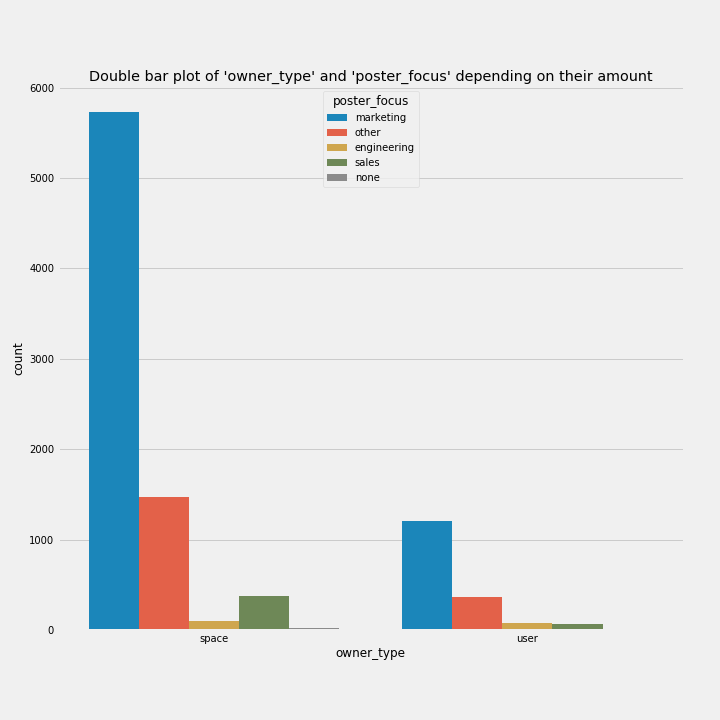 Double bar plot of 'owner_type' and 'poster_focus' depending on their amount
6000
5000
4000
3000
2000
1000
0
count
poster_focus
marketing
other
engineering
sales
none
space
user
owner_type